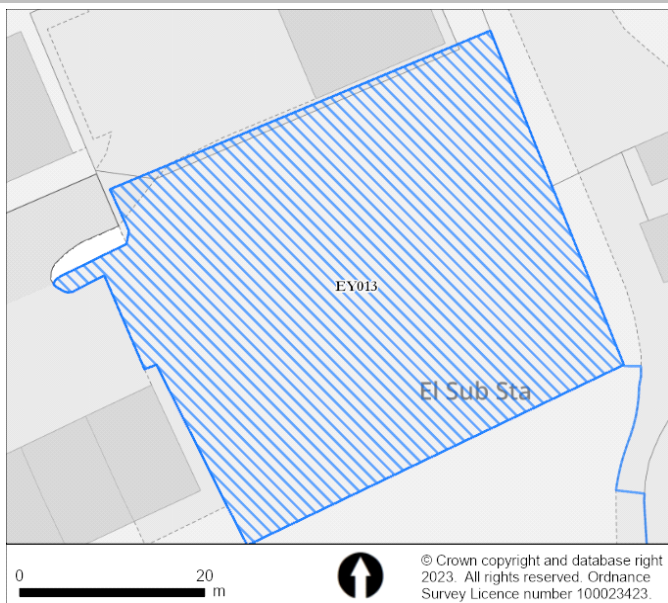 EY013
El Sub Sta
0 20
m
© Crown copyright and database right
2023. All rights reserved. Ordnance
Survey Licence number 100023423.